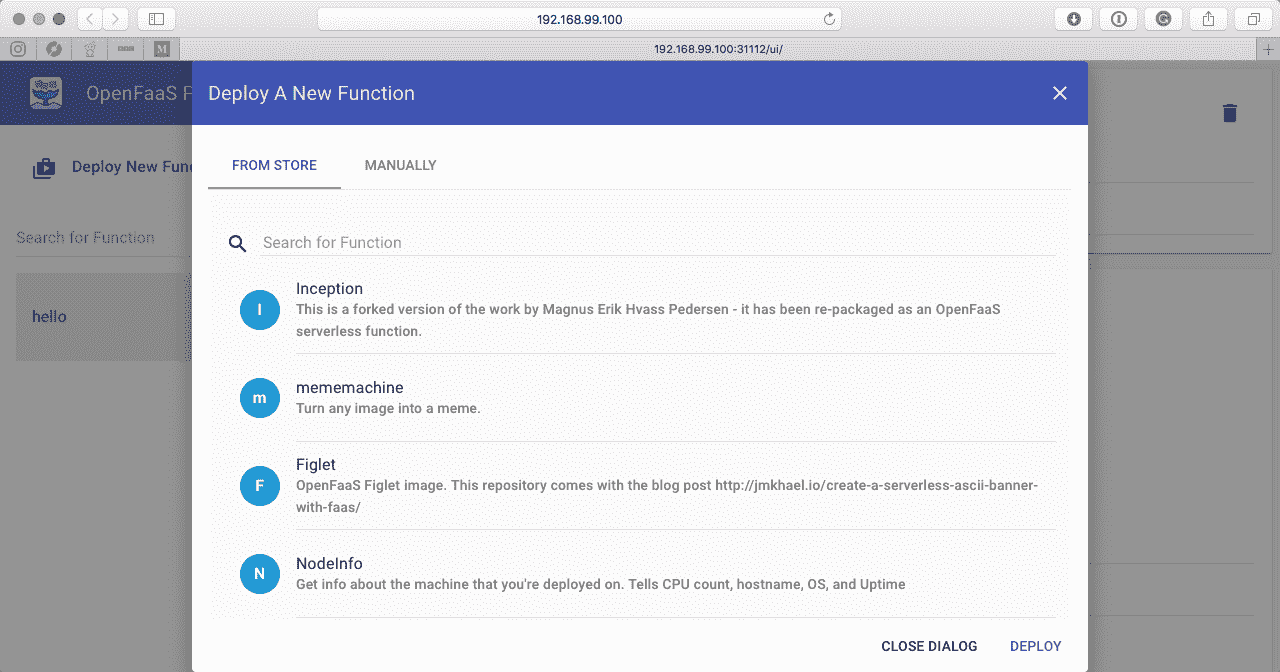 192.168.99.100
192.168.99.100:31112/ui/
OpenFaaS F
Deploy A New Function
Deploy New Fun
FROM STORE
MANUALLY
Search for Function
Search for Function
hello
I
Inception
This is a forked version of the work by Magnus Erik Hvass Pedersen - it has been re-packaged as an OpenFaaS
serverless function.
m
mememachine
Turn any image into a meme.
F
Figlet
OpenFaaS Figlet image. This repository comes with the blog post http://jmkhael.io/create-a-serverless-ascii-banner-
with-faas/
N
NodeInfo
Get info about the machine that you're deployed on. Tells CPU count, hostname, OS, and Uptime
CLOSE DIALOG
DEPLOY